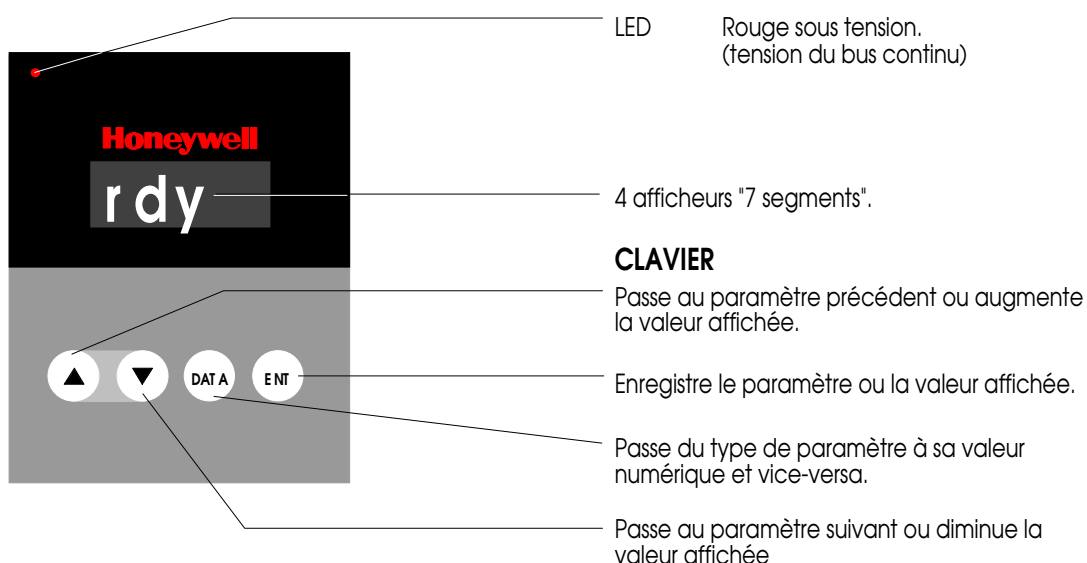 LED Rouge sous tension.
(tension du bus continu)
Honeywell
rdy
4 afficheurs "7 segments".
CLAVIER
Passe au paramètre précédent ou augmente
la valeur affichée.
DATA ENT
Enregistre le paramètre ou la valeur affichée.
Passe du type de paramètre à sa valeur
numérique et vice-versa.
Passe au paramètre suivant ou diminue la
valeur affichée